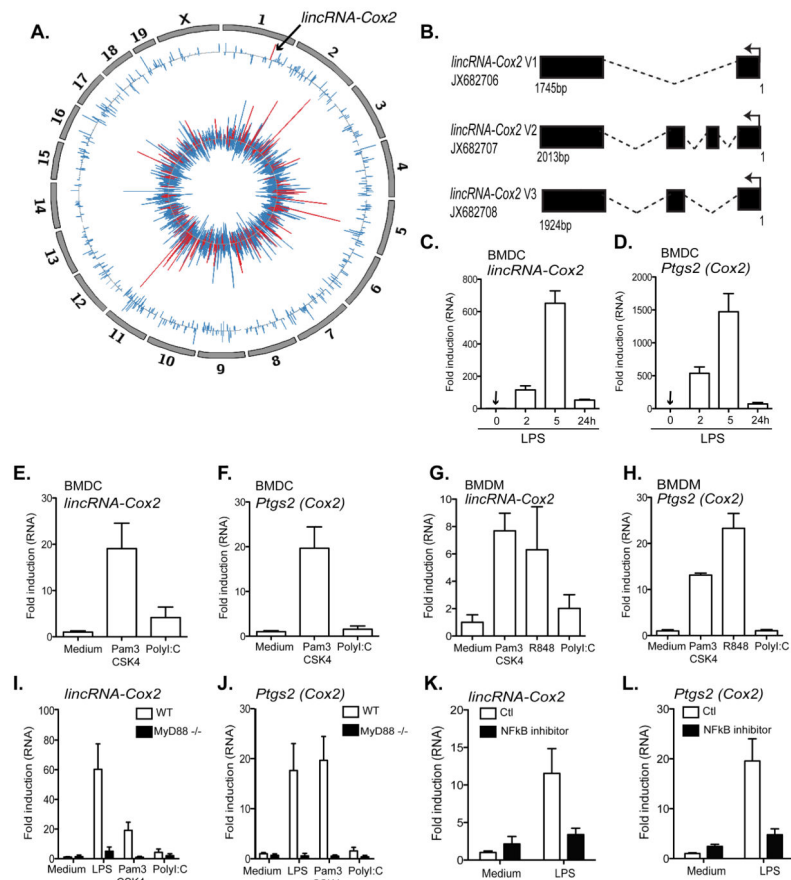 A.
lincRNA-Cox2
X
1
2
3
4
5
6
7
8
9
10
11
12
13
14
15
16
17
18
19
B.
lincRNA-Cox2 V1
JX682706
1745bp
1
lincRNA-Cox2 V2
JX682707
2013bp
1
lincRNA-Cox2 V3
JX682708
1924bp
1
C.
BMDC
lincRNA-Cox2
Fold induction (RNA)
800
600
400
200
0
0 2 5 24h
LPS
D.
BMDC
Ptgs2 (Cox2)
Fold induction (RNA)
2000
1500
1000
500
0
0 2 5 24h
LPS
E.
BMDC
lincRNA-Cox2
Fold induction (RNA)
30
20
10
0
Medium Pam3 PolyI:C
CSK4
F.
BMDC
Ptgs2 (Cox2)
Fold induction (RNA)
30
20
10
0
Medium Pam3 PolyI:C
CSK4
G.
BMDM
lincRNA-Cox2
Fold induction (RNA)
10
8
6
4
2
0
Medium Pam3 R848 PolyI:C
CSK4
H.
BMDM
Ptgs2 (Cox2)
Fold induction (RNA)
30
20
10
0
Medium Pam3 R848 PolyI:C
CSK4
I.
lincRNA-Cox2
WT
MyD88 -/-
Fold induction (RNA)
100
80
60
40
20
0
Medium LPS Pam3 PolyI:C
J.
Ptgs2 (Cox2)
WT
MyD88 -/-
Fold induction (RNA)
30
20
10
0
Medium LPS Pam3 PolyI:C
K.
lincRNA-Cox2
Ctl
NFkB inhibitor
Fold induction (RNA)
20
15
10
5
0
Medium LPS
L.
Ptgs2 (Cox2)
Ctl
NFkB inhibitor
Fold induction (RNA)
30
20
10
0
Medium LPS